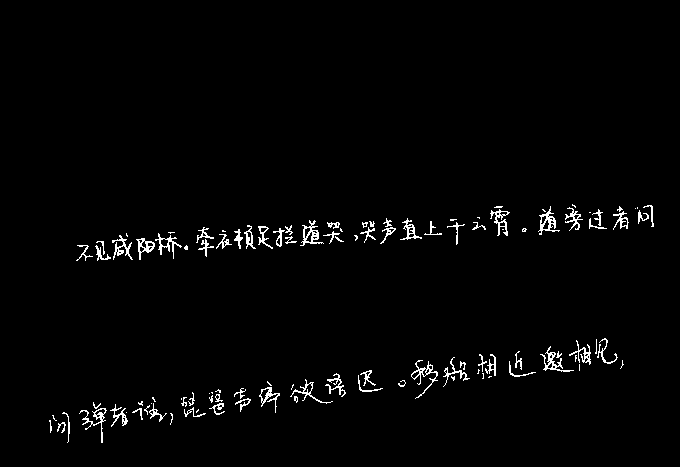 不见咸阳桥。牵衣顿足拦道哭,哭声直上干云霄。道旁过者问
问弹者谁,琵琶声停欲语迟。移船相近邀相见,